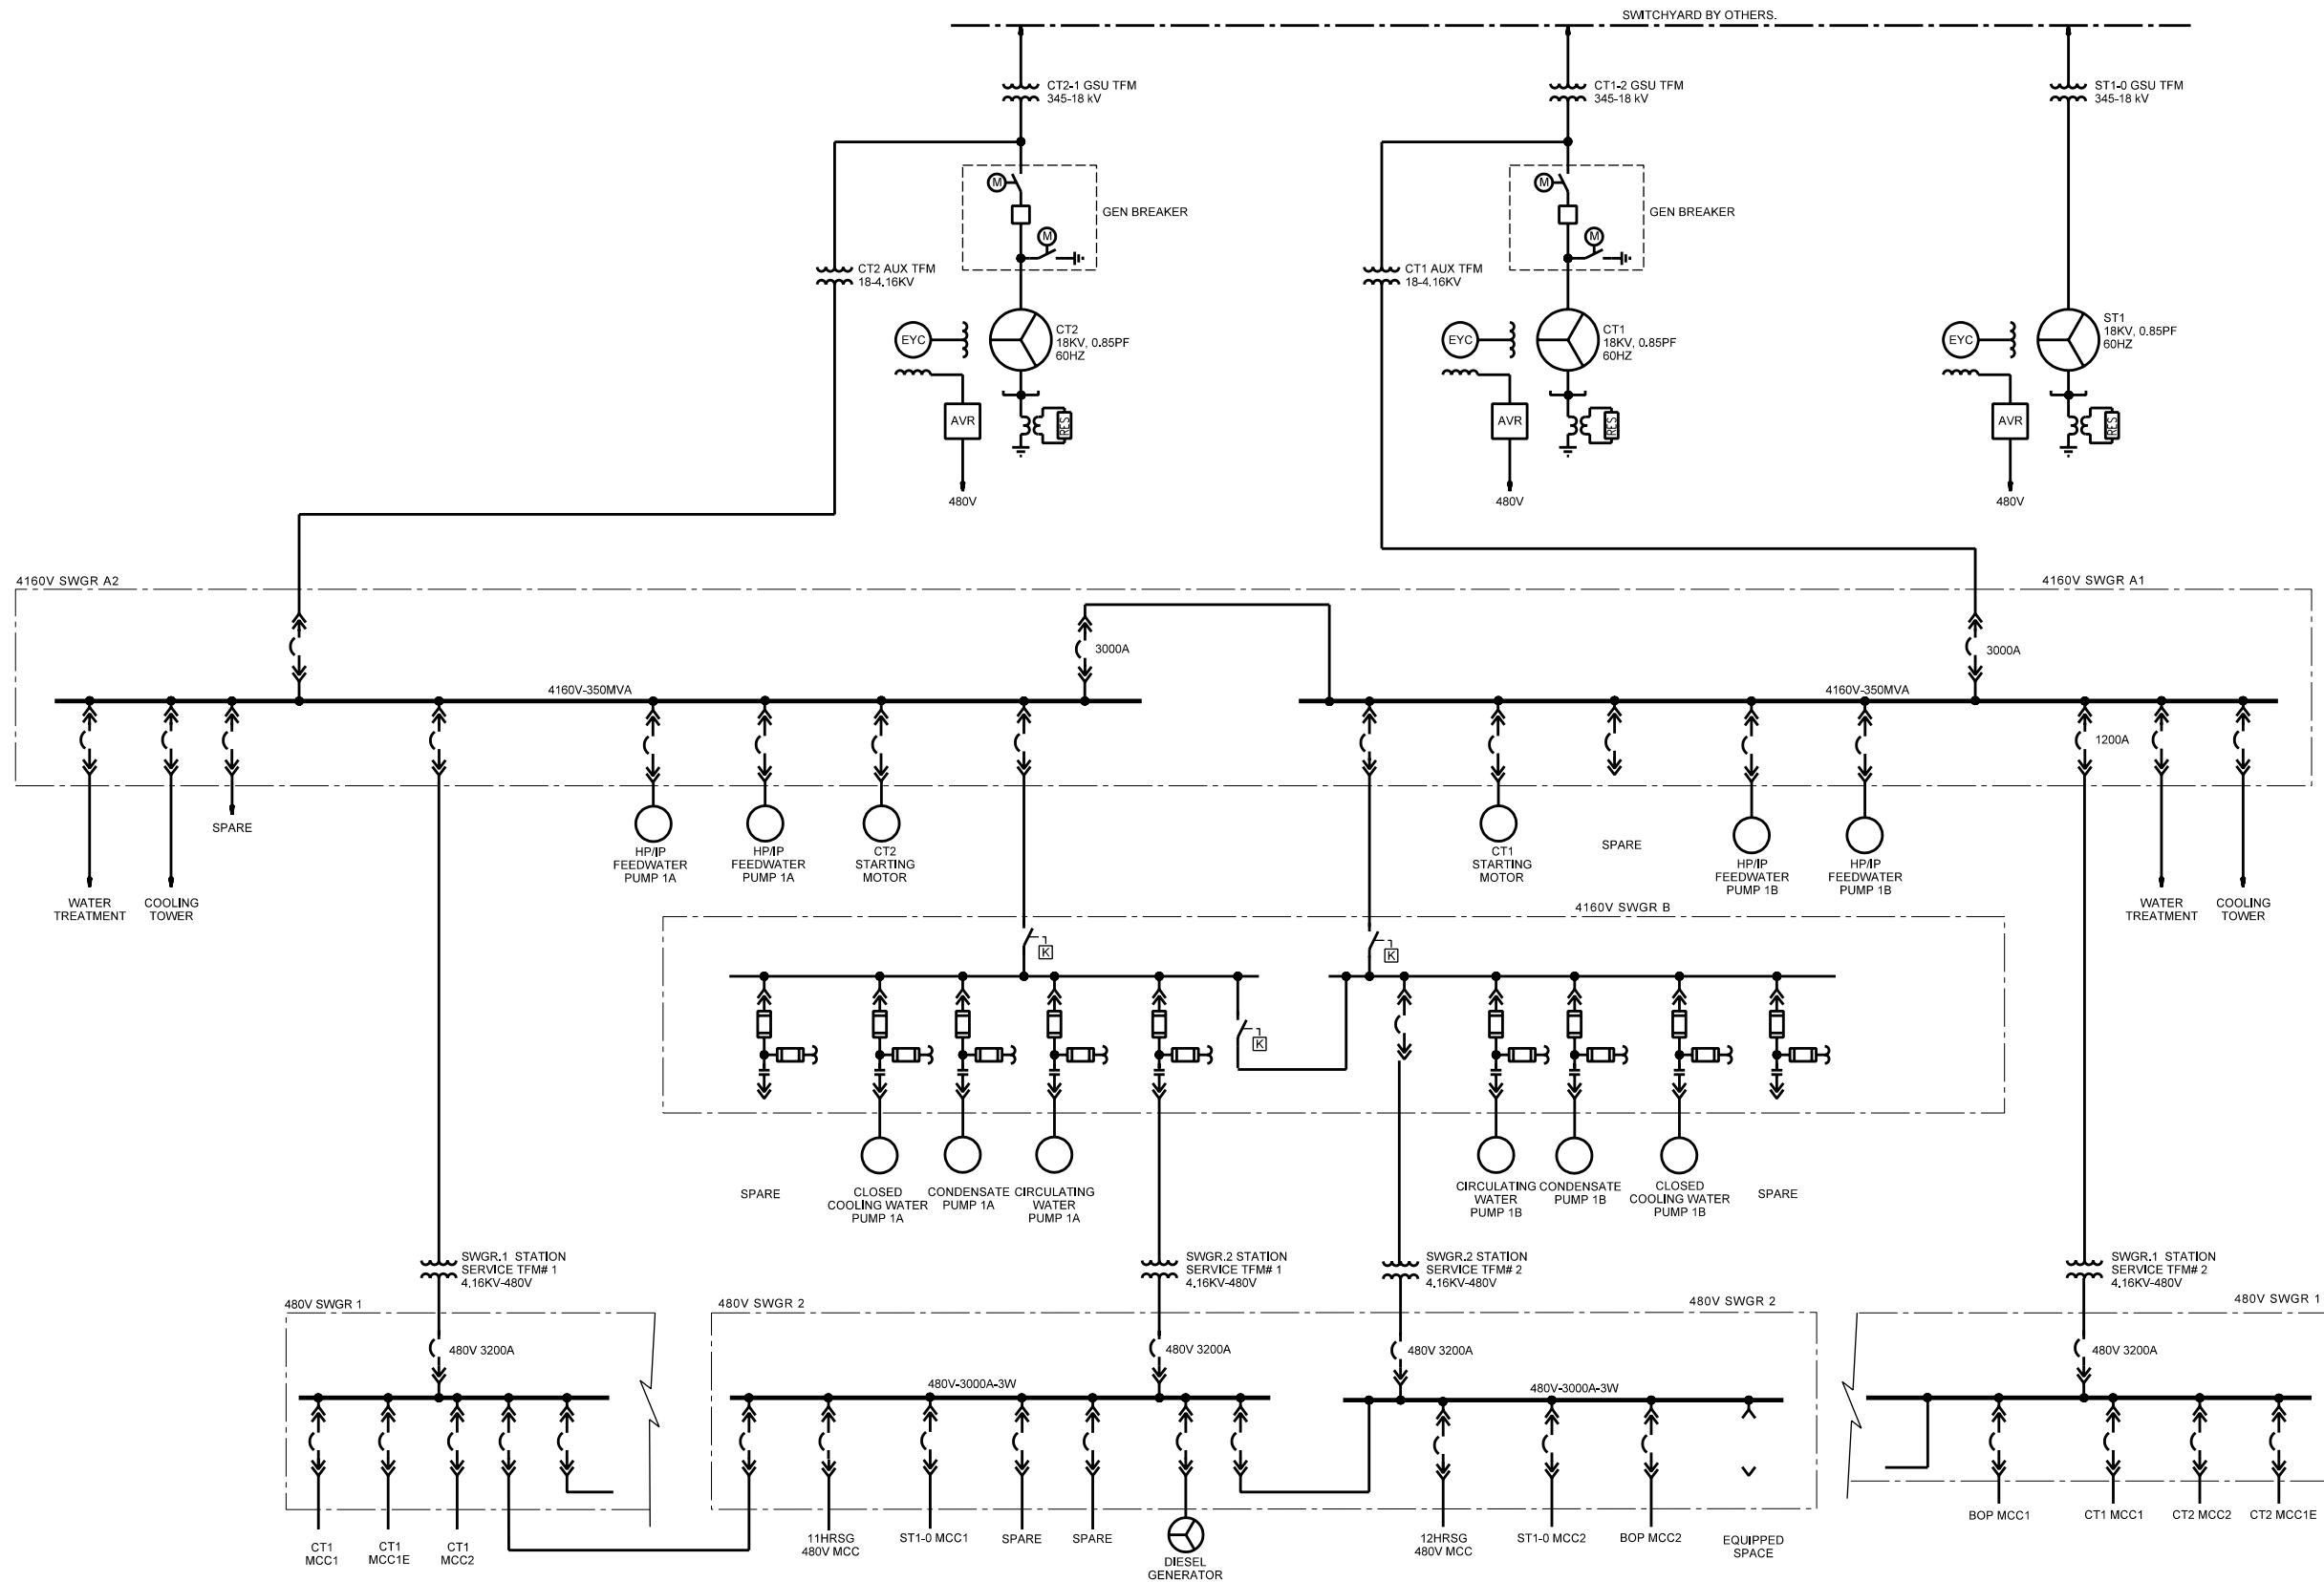 SWITCHYARD BY OTHERS.
CT2-1 GSU TFM
345-18 kV
CT1-2 GSU TFM
345-18 kV
ST1-0 GSU TFM
345-18 kV
M
GEN BREAKER
M
M
GEN BREAKER
M
CT2 AUX TFM
18-4.16KV
CT1 AUX TFM
18-4.16KV
EYC
CT2
18KV, 0.85PF
60HZ
EYC
CT1
18KV, 0.85PF
60HZ
EYC
ST1
18KV, 0.85PF
60HZ
AVR
RES
AVR
RES
AVR
RES
480V
480V
480V
4160V SWGR A2
4160V SWGR A1
3000A
3000A
4160V-350MVA
4160V-350MVA
1200A
SPARE
HP/IP
FEEDWATER
PUMP 1A
HP/IP
FEEDWATER
PUMP 1A
CT2
STARTING
MOTOR
CT1
STARTING
MOTOR
SPARE
HP/IP
FEEDWATER
PUMP 1B
HP/IP
FEEDWATER
PUMP 1B
WATER
TREATMENT
COOLING
TOWER
WATER
TREATMENT
COOLING
TOWER
4160V SWGR B
K
K
K
SPARE
CLOSED
COOLING WATER
PUMP 1A
CONDENSATE
PUMP 1A
CIRCULATING
WATER
PUMP 1A
CIRCULATING
WATER
PUMP 1B
CONDENSATE
PUMP 1B
CLOSED
COOLING WATER
PUMP 1B
SPARE
SWGR.1 STATION
SERVICE TFM# 1
4.16KV-480V
SWGR.2 STATION
SERVICE TFM# 1
4.16KV-480V
SWGR.2 STATION
SERVICE TFM# 2
4.16KV-480V
SWGR.1 STATION
SERVICE TFM# 2
4.16KV-480V
480V SWGR 1
480V SWGR 2
480V SWGR 2
480V SWGR 1
480V 3200A
480V 3200A
480V 3200A
480V 3200A
480V-3000A-3W
480V-3000A-3W
CT1
MCC1
CT1
MCC1E
CT1
MCC2
11HRSG
480V MCC
ST1-0 MCC1
SPARE
SPARE
DIESEL
GENERATOR
12HRSG
480V MCC
ST1-0 MCC2
BOP MCC2
EQUIPPED
SPACE
BOP MCC1
CT1 MCC1
CT2 MCC2
CT2 MCC1E